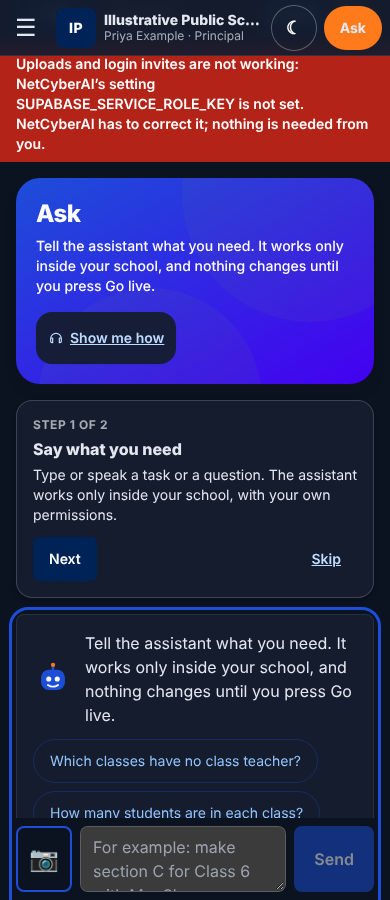 ☰ IP Illustrative Public Sc... Ask
Priya Example · Principal
Uploads and login invites are not working:
NetCyberAI's setting
SUPABASE_SERVICE_ROLE_KEY is not set.
NetCyberAI has to correct it; nothing is needed from
you.
Ask
Tell the assistant what you need. It works only
inside your school, and nothing changes until
you press Go live.
Show me how
STEP 1 OF 2
Say what you need
Type or speak a task or a question. The assistant
works only inside your school, with your own
permissions.
Next Skip
Tell the assistant what you need. It
works only inside your school, and
nothing changes until you press Go
live.
Which classes have no class teacher?
How many students are in each class?
For example: make
section C for Class 6
Send